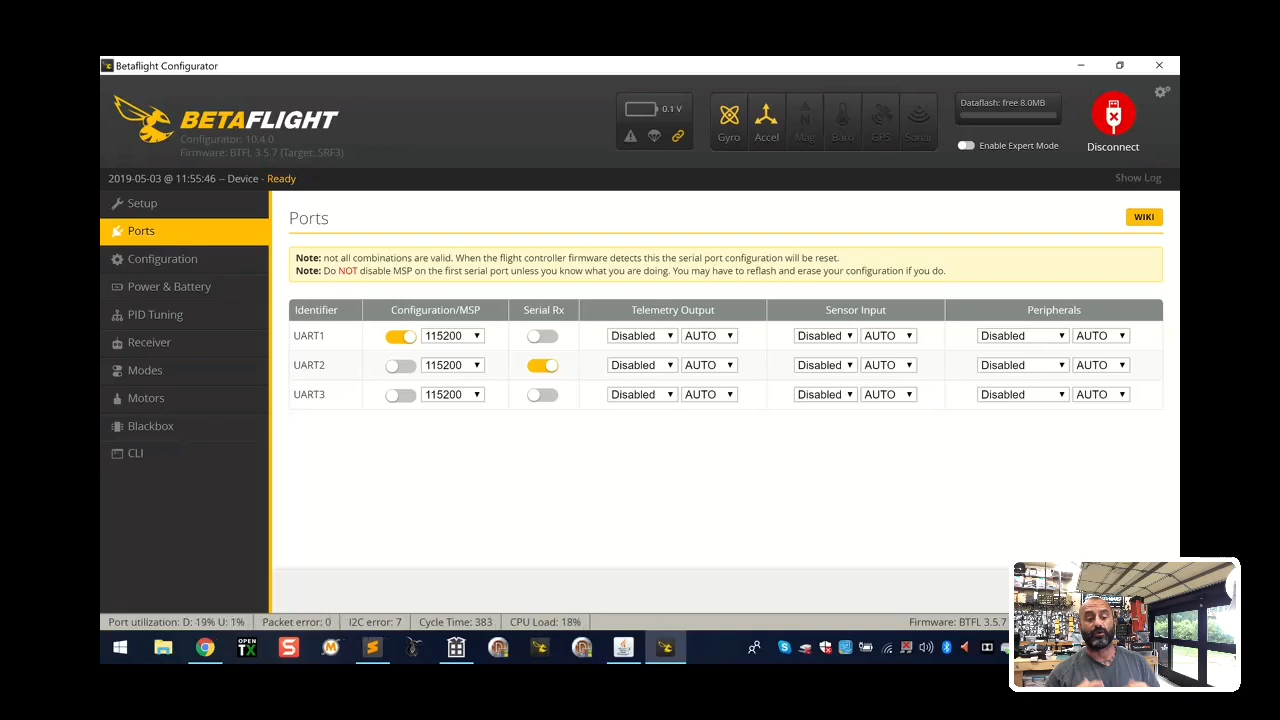 Betaflight Configurator
BETAFLIGHT
Configurator: 10.4.0
Firmware: BTFL 3.5.7 (Target: SRF3)
0.1 V
Gyro Accel Mag Baro GPS Sonar
Dataflash: free 8.0MB
Enable Expert Mode
Disconnect
2019-05-03 @ 11:55:46 -- Device - Ready
Show Log
Setup
Ports
Configuration
Power & Battery
PID Tuning
Receiver
Modes
Motors
Blackbox
CLI
Ports
WIKI
Note: not all combinations are valid. When the flight controller firmware detects this the serial port configuration will be reset.
Note: Do NOT disable MSP on the first serial port unless you know what you are doing. You may have to reflash and erase your configuration if you do.
Identifier Configuration/MSP Serial Rx Telemetry Output Sensor Input Peripherals
UART1 115200 Disabled AUTO Disabled AUTO Disabled AUTO
UART2 115200 Disabled AUTO Disabled AUTO Disabled AUTO
UART3 115200 Disabled AUTO Disabled AUTO Disabled AUTO
Port utilization: D: 19% U: 1% Packet error: 0 I2C error: 7 Cycle Time: 383 CPU Load: 18% Firmware: BTFL 3.5.7
OPEN
TX